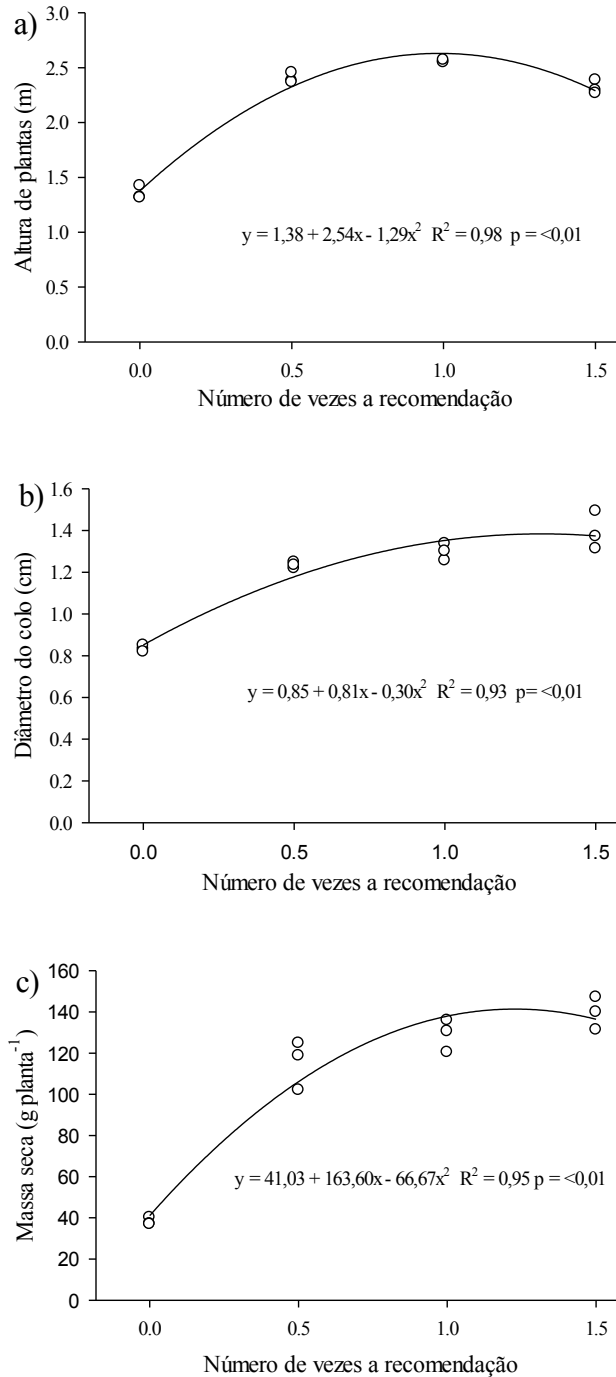 a)
Altura de plantas (m)
3.0
2.5
2.0
1.5
1.0
0.5
0.0
y = 1,38 + 2,54x - 1,29x² R² = 0,98 p = <0,01
0.0 0.5 1.0 1.5
Número de vezes a recomendação
b)
Diâmetro do colo (cm)
1.6
1.4
1.2
1.0
0.8
0.6
0.4
0.2
0.0
y = 0,85 + 0,81x - 0,30x² R² = 0,93 p= <0,01
0.0 0.5 1.0 1.5
Número de vezes a recomendação
c)
Massa seca (g planta⁻¹)
160
140
120
100
80
60
40
20
0
y = 41,03 + 163,60x - 66,67x² R² = 0,95 p = <0,01
0.0 0.5 1.0 1.5
Número de vezes a recomendação